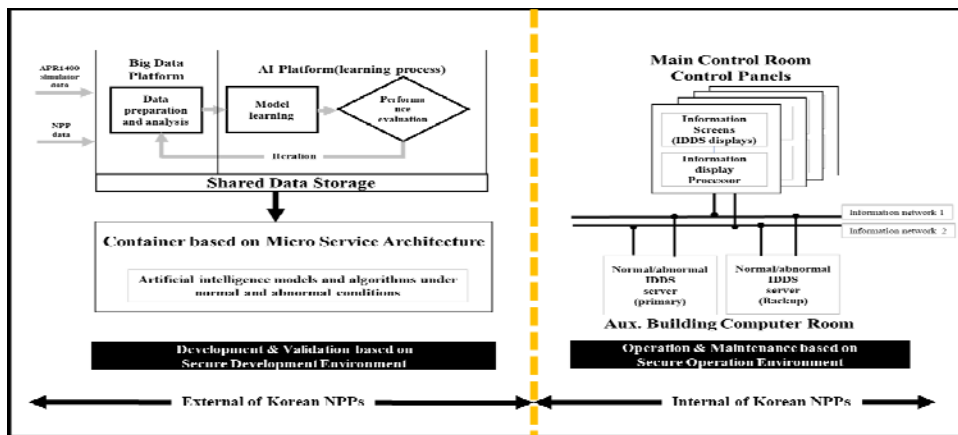 APR1400
simulator
data
NPP
data
Big Data
Platform
Data
preparation
and analysis
AI Platform(learning process)
Model
learning
Performa
nce
evaluation
Iteration
Shared Data Storage
Container based on Micro Service Architecture
Artificial intelligence models and algorithms under
normal and abnormal conditions
Development & Validation based on
Secure Development Environment
External of Korean NPPs
Main Control Room
Control Panels
Information
Screens
(IDDS displays)
Information
display
Processor
Information network 1
Information network 2
Normal/abnormal
IDDS
server
(primary)
Normal/abnormal
IDDS
server
(Backup)
Aux. Building Computer Room
Operation & Maintenance based on
Secure Operation Environment
Internal of Korean NPPs